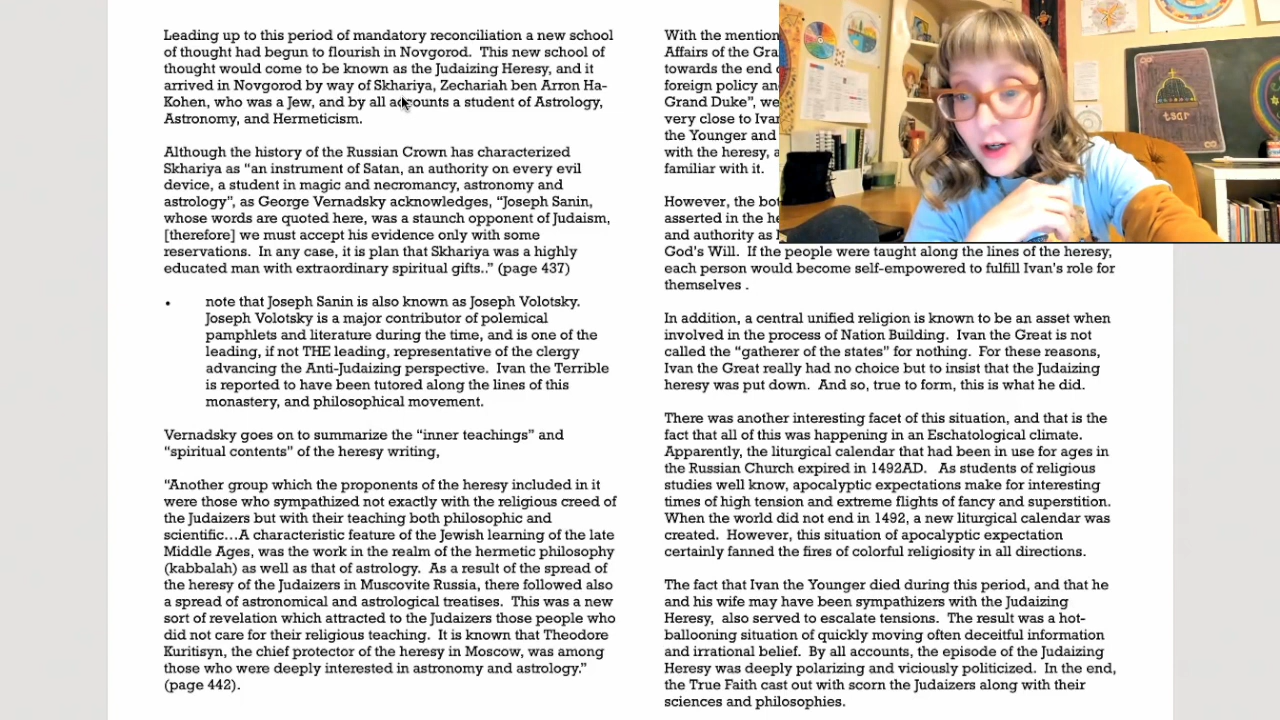 Leading up to this period of mandatory reconciliation a new school
of thought had begun to flourish in Novgorod. This new school of
thought would come to be known as the Judaizing Heresy, and it
arrived in Novgorod by way of Skhariya, Zechariah ben Arron Ha-
Kohen, who was a Jew, and by all accounts a student of Astrology,
Astronomy, and Hermeticism.
Although the history of the Russian Crown has characterized
Skhariya as “an instrument of Satan, an authority on every evil
device, a student in magic and necromancy, astronomy and
astrology”, as George Vernadsky acknowledges, “Joseph Sanin,
whose words are quoted here, was a staunch opponent of Judaism,
[therefore] we must accept his evidence only with some
reservations. In any case, it is plan that Skhariya was a highly
educated man with extraordinary spiritual gifts..” (page 437)
• note that Joseph Sanin is also known as Joseph Volotsky.
Joseph Volotsky is a major contributor of polemical
pamphlets and literature during the time, and is one of the
leading, if not THE leading, representative of the clergy
advancing the Anti-Judaizing perspective. Ivan the Terrible
is reported to have been tutored along the lines of this
monastery, and philosophical movement.
Vernadsky goes on to summarize the “inner teachings” and
“spiritual contents” of the heresy writing,
“Another group which the proponents of the heresy included in it
were those who sympathized not exactly with the religious creed of
the Judaizers but with their teaching both philosophic and
scientific...A characteristic feature of the Jewish learning of the late
Middle Ages, was the work in the realm of the hermetic philosophy
(kabbalah) as well as that of astrology. As a result of the spread of
the heresy of the Judaizers in Muscovite Russia, there followed also
a spread of astronomical and astrological treatises. This was a new
sort of revelation which attracted to the Judaizers those people who
did not care for their religious teaching. It is known that Theodore
Kuritisyn, the chief protector of the heresy in Moscow, was among
those who were deeply interested in astronomy and astrology.”
(page 442).
With the mention
Affairs of the Gra
towards the end o
foreign policy an
Grand Duke”, we
very close to Ivan
the Younger and
with the heresy, a
familiar with it.
However, the bot
asserted in the he
and authority as
God’s Will. If the people were taught along the lines of the heresy,
each person would become self-empowered to fulfill Ivan’s role for
themselves .
In addition, a central unified religion is known to be an asset when
involved in the process of Nation Building. Ivan the Great is not
called the “gatherer of the states” for nothing. For these reasons,
Ivan the Great really had no choice but to insist that the Judaizing
heresy was put down. And so, true to form, this is what he did.
There was another interesting facet of this situation, and that is the
fact that all of this was happening in an Eschatological climate.
Apparently, the liturgical calendar that had been in use for ages in
the Russian Church expired in 1492AD. As students of religious
studies well know, apocalyptic expectations make for interesting
times of high tension and extreme flights of fancy and superstition.
When the world did not end in 1492, a new liturgical calendar was
created. However, this situation of apocalyptic expectation
certainly fanned the fires of colorful religiosity in all directions.
The fact that Ivan the Younger died during this period, and that he
and his wife may have been sympathizers with the Judaizing
Heresy, also served to escalate tensions. The result was a hot-
ballooning situation of quickly moving often deceitful information
and irrational belief. By all accounts, the episode of the Judaizing
Heresy was deeply polarizing and viciously politicized. In the end,
the True Faith cast out with scorn the Judaizers along with their
sciences and philosophies.
tsar